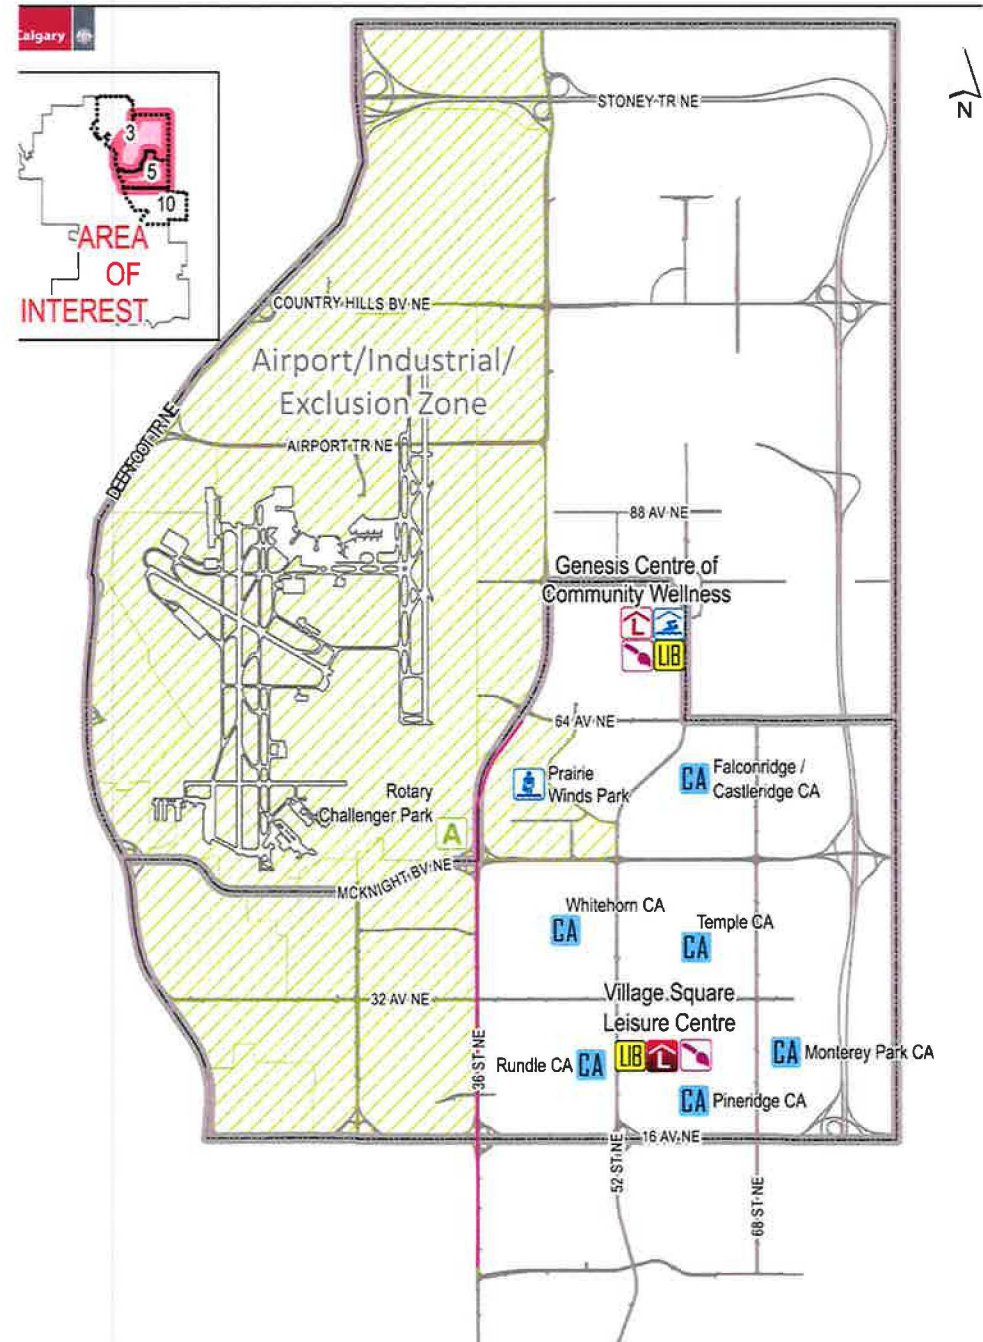 Calgary
N
3
5
10
AREA
OF
INTEREST
STONEY TR NE
COUNTRY HILLS BV NE
Airport/Industrial/
Exclusion Zone
DEERFOOT TR NE
AIRPORT TR NE
88 AV NE
Genesis Centre of
Community Wellness
L
LIB
64 AV NE
Prairie
Winds Park
CA
Falconridge /
Castleridge CA
Rotary
Challenger Park
A
MCKNIGHT BV NE
Whitehorn CA
CA
Temple CA
CA
32 AV NE
Village Square
Leisure Centre
36 ST NE
Rundle CA
CA
LIB
L
CA
Monterey Park CA
CA
Pineridge CA
16 AV NE
52 ST NE
68 ST NE